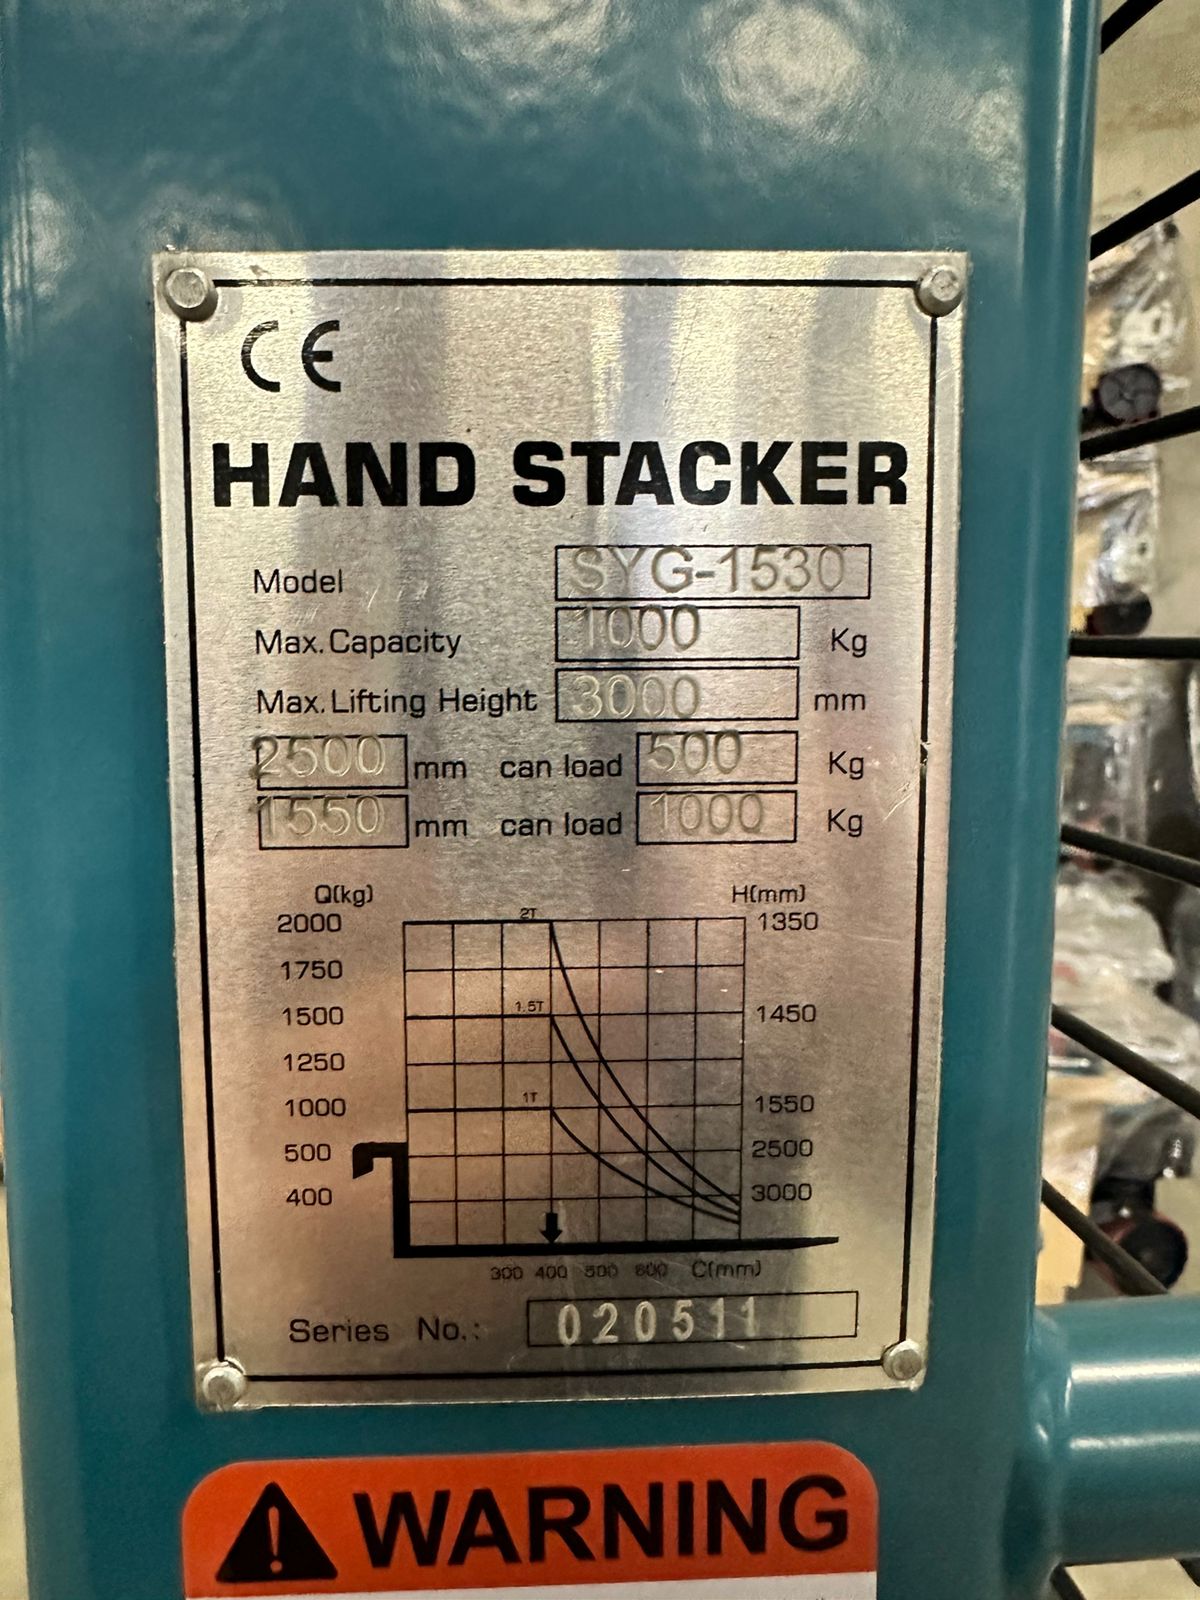 CE
HAND STACKER
Model SYG-1530
Max. Capacity 1000 Kg
Max. Lifting Height 3000 mm
2500 mm can load 500 Kg
1550 mm can load 1000 Kg
Q(kg) H(mm)
2000 2T 1350
1750
1500 1.5T 1450
1250
1000 1T 1550
500 2500
400 3000
300 400 500 600 C(mm)
Series No.: 020511
WARNING